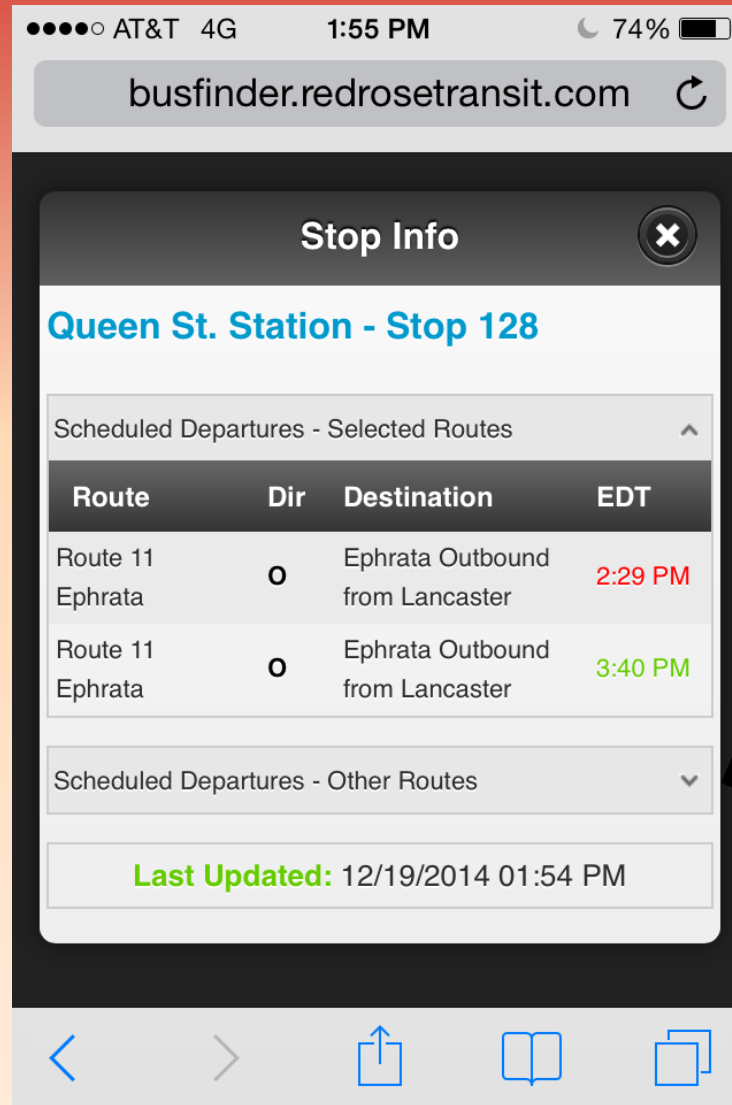 AT&T 4G 1:55 PM 74%
busfinder.redrosetransit.com
Stop Info
Queen St. Station - Stop 128
Scheduled Departures - Selected Routes
Route Dir Destination EDT
Route 11 Ephrata O Ephrata Outbound from Lancaster 2:29 PM
Route 11 Ephrata O Ephrata Outbound from Lancaster 3:40 PM
Scheduled Departures - Other Routes
Last Updated: 12/19/2014 01:54 PM